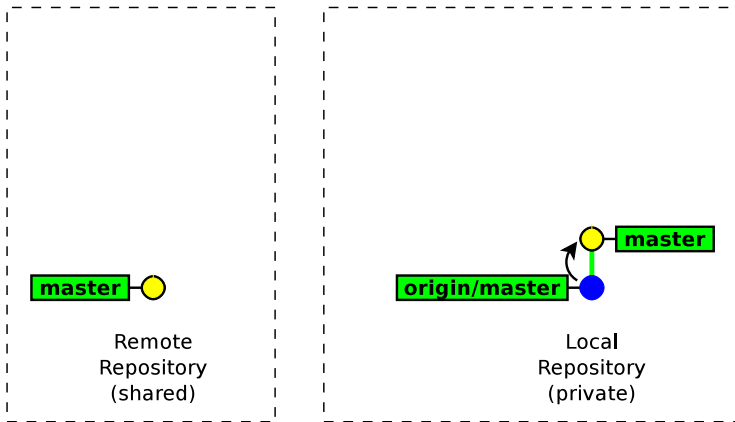 master
master
origin/master
Remote
Repository
(shared)
Local
Repository
(private)